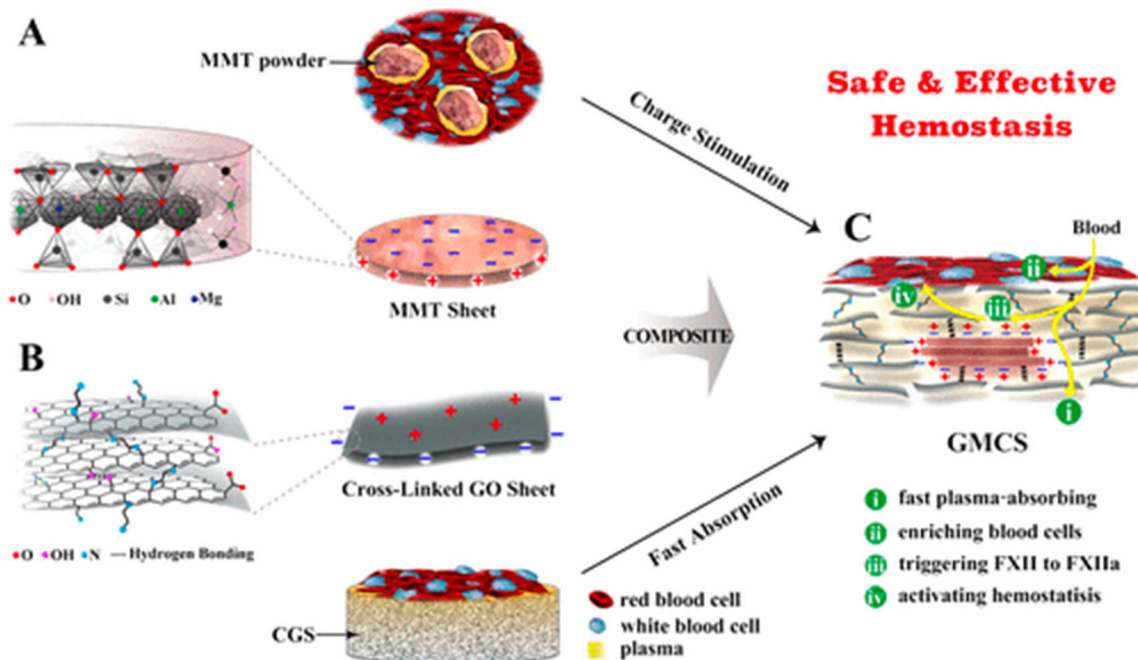 A
MMT powder
O OH Si Al Mg
MMT Sheet
B
Cross-Linked GO Sheet
O OH N Hydrogen Bonding
CGS
red blood cell
white blood cell
plasma
Charge Stimulation
COMPOSITE
Fast Absorption
Safe & Effective
Hemostasis
C
Blood
ii
iv
iii
i
GMCS
i fast plasma-absorbing
ii enriching blood cells
iii triggering FXII to FXIIa
iv activating hemostatisis